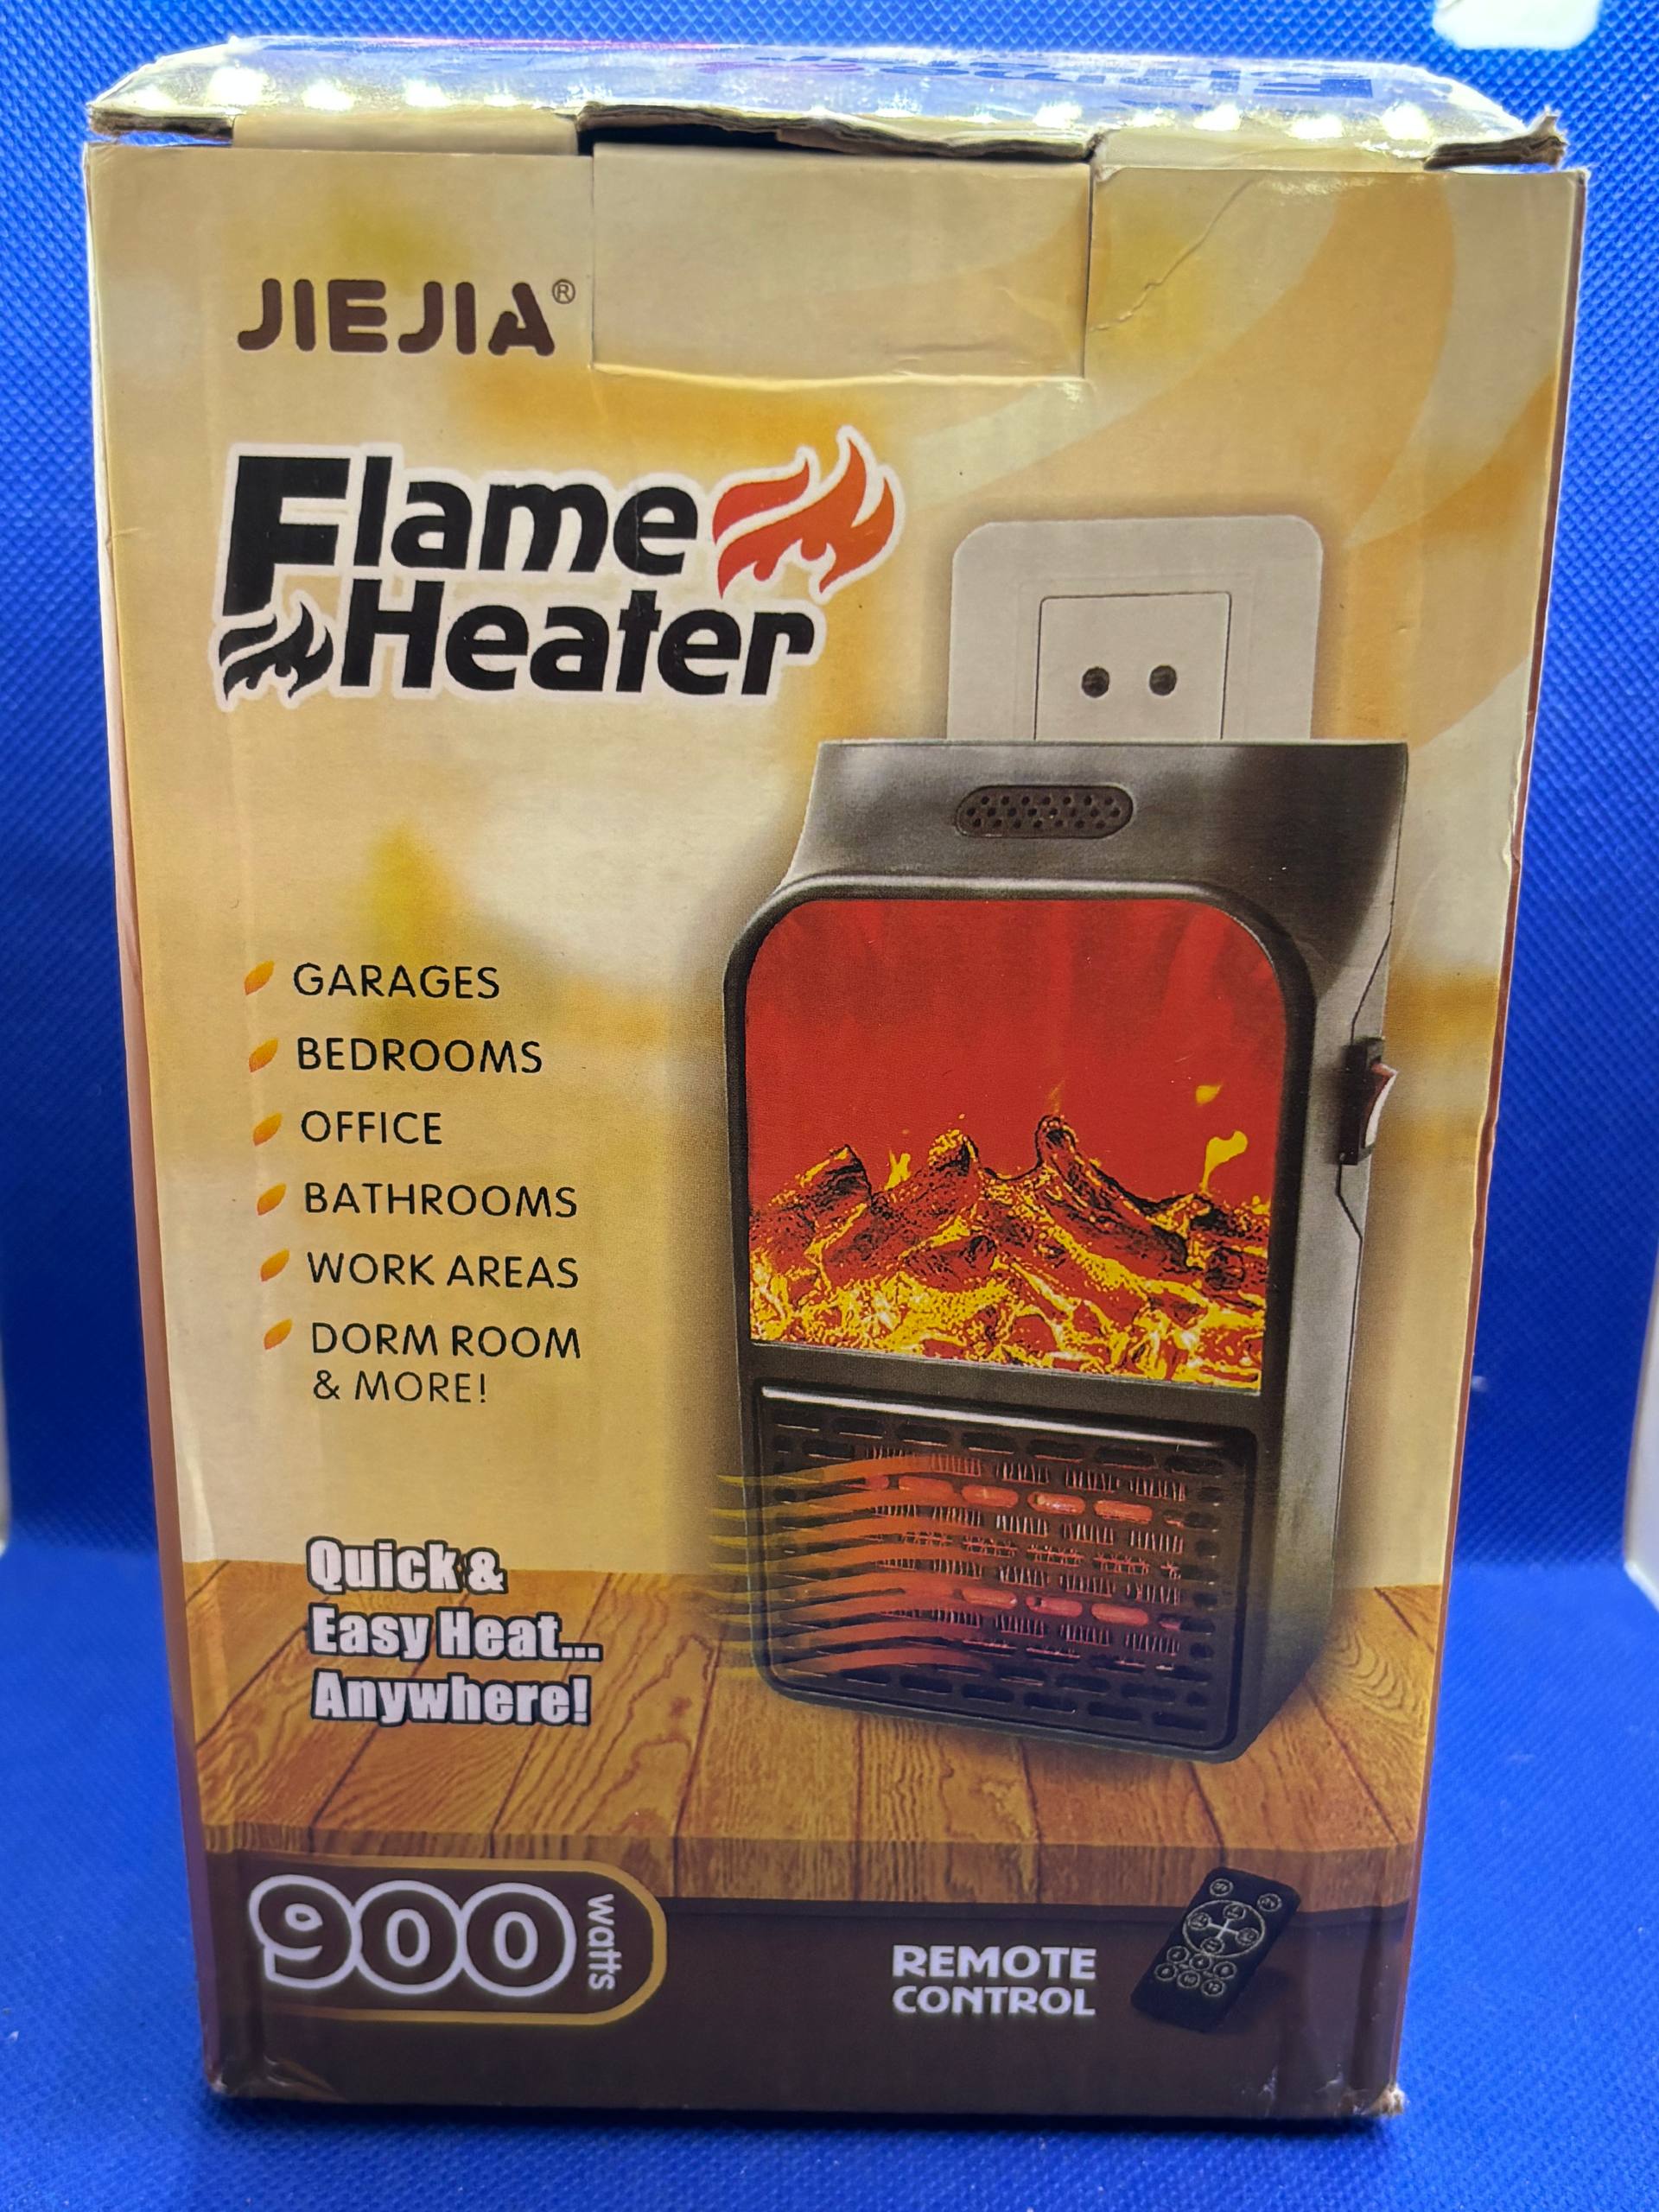 JIEJIA®
Flame
Heater
GARAGES
BEDROOMS
OFFICE
BATHROOMS
WORK AREAS
DORM ROOM
& MORE!
Quick &
Easy Heat...
Anywhere!
900 watts
REMOTE
CONTROL